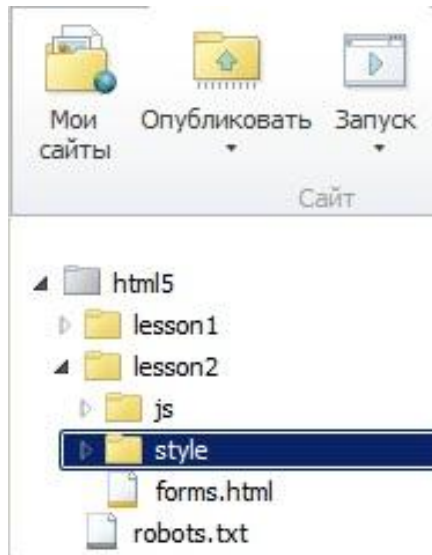 Мои сайты
Опубликовать
Запуск
Сайт
html5
lesson1
lesson2
js
style
forms.html
robots.txt